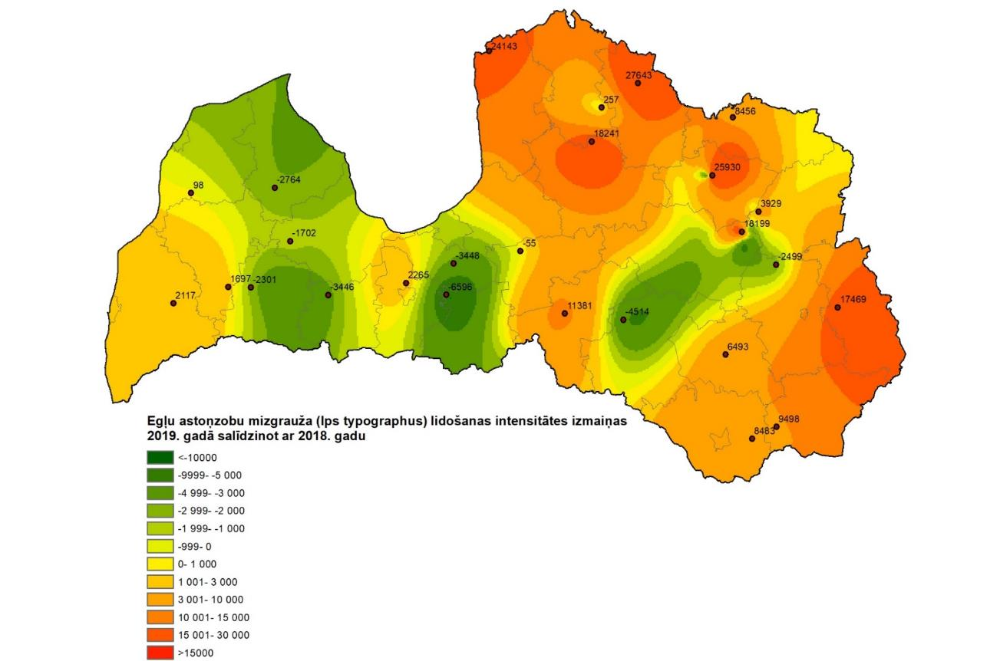 24143
27643
257
8456
18241
25930
98
-2764
3929
18199
-1702
-55
-3448
-2499
2265
1697
-2301
-3446
-6596
2117
17469
11381
-4514
6493
9498
8483
Egļu astoņzobu mizgrauža (Ips typographus) lidošanas intensitātes izmaiņas
2019. gadā salīdzinot ar 2018. gadu
<-10000
-9999- -5 000
-4 999- -3 000
-2 999- -2 000
-1 999- -1 000
-999- 0
0- 1 000
1 001- 3 000
3 001- 10 000
10 001- 15 000
15 001- 30 000
>15000